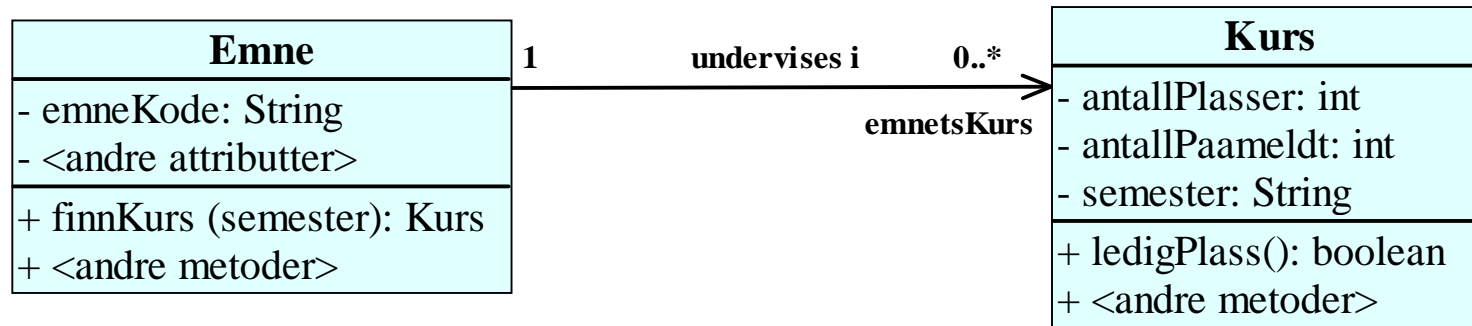 Emne
- emneKode: String
- <andre attributter>
+ finnKurs (semester): Kurs
+ <andre metoder>
1 undervises i 0..*
emnetsKurs
Kurs
- antallPlasser: int
- antallPaameldt: int
- semester: String
+ ledigPlass(): boolean
+ <andre metoder>